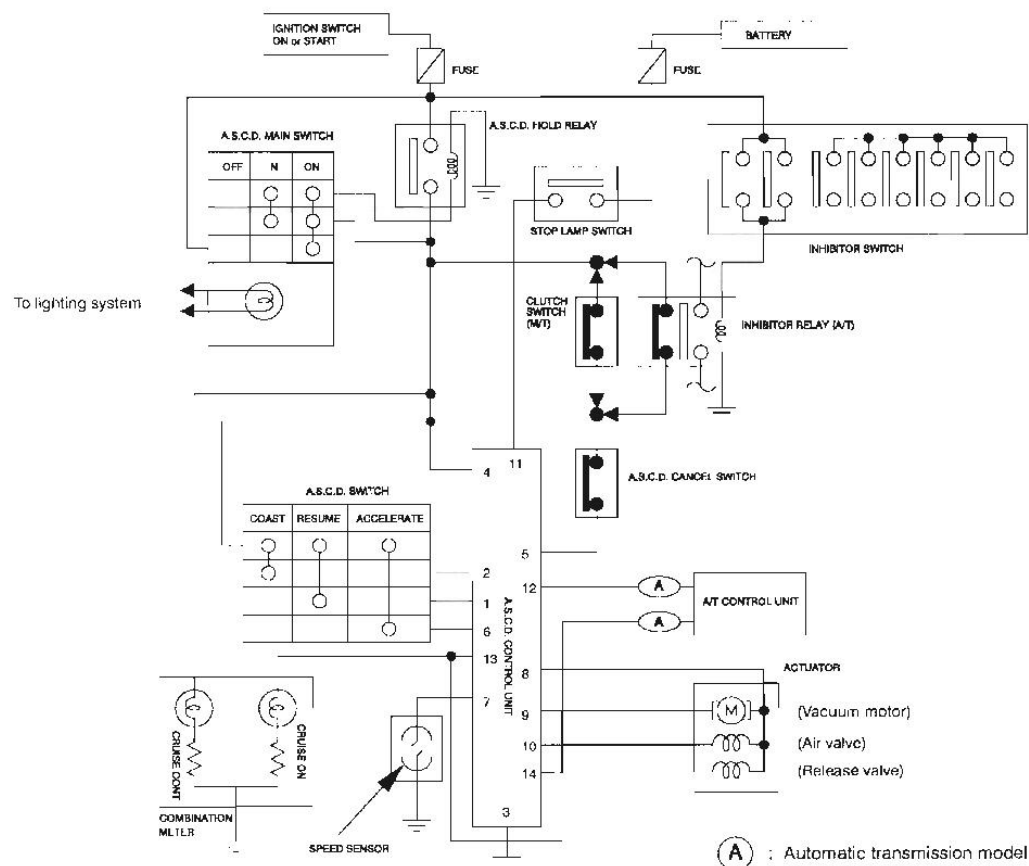 IGNITION SWITCH
ON or START
BATTERY
FUSE
FUSE
A.S.C.D. HOLD RELAY
A.S.C.D. MAIN SWITCH
OFF N ON
STOP LAMP SWITCH
INHIBITOR SWITCH
To lighting system
CLUTCH
SWITCH
(M/T)
INHIBITOR RELAY (A/T)
11
4
A.S.C.D. CANCEL SWITCH
A.S.C.D. SWITCH
COAST RESUME ACCELERATE
5
2
12
A
A/T CONTROL UNIT
1
A
6
A.S.C.D. CONTROL UNIT
13
8
ACTUATOR
7
9
M
(Vacuum motor)
10
(Air valve)
14
(Release valve)
CRUISE CONT
CRUISE ON
3
COMBINATION
METER
SPEED SENSOR
A : Automatic transmission model